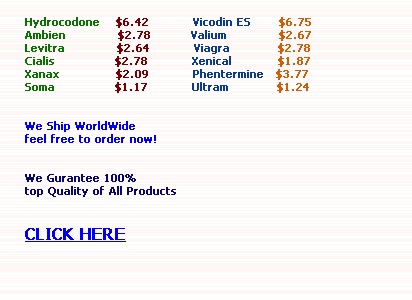 Hydrocodone $6.42 Vicodin ES $6.75
Ambien $2.78 Valium $2.67
Levitra $2.64 Viagra $2.78
Cialis $2.78 Xenical $1.87
Xanax $2.09 Phentermine $3.77
Soma $1.17 Ultram $1.24
We Ship WorldWide
feel free to order now!
We Gurantee 100%
top Quality of All Products
CLICK HERE